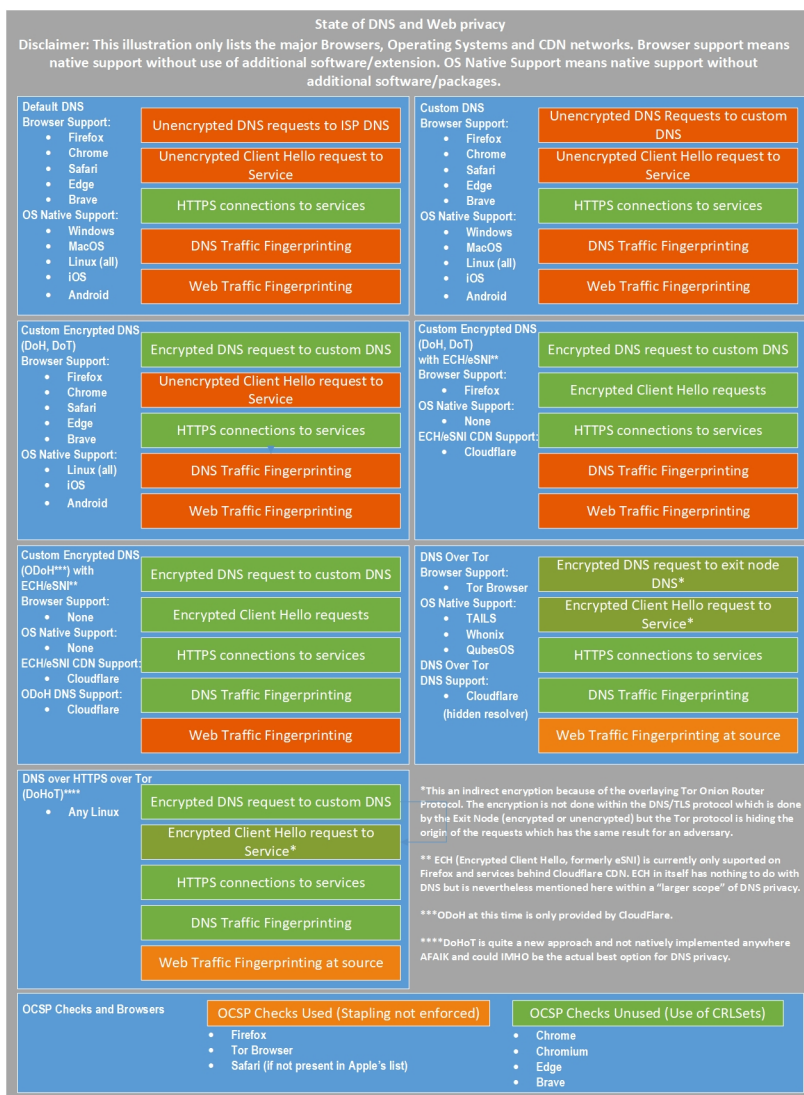 State of DNS and Web privacy
Disclaimer: This illustration only lists the major Browsers, Operating Systems and CDN networks. Browser support means
native support without use of additional software/extension. OS Native Support means native support without
additional software/packages.
Default DNS
Browser Support:
• Firefox
• Chrome
• Safari
• Edge
• Brave
OS Native Support:
• Windows
• MacOS
• Linux (all)
• iOS
• Android
Unencrypted DNS requests to ISP DNS
Unencrypted Client Hello request to
Service
HTTPS connections to services
DNS Traffic Fingerprinting
Web Traffic Fingerprinting
Custom DNS
Browser Support:
• Firefox
• Chrome
• Safari
• Edge
• Brave
OS Native Support:
• Windows
• MacOS
• Linux (all)
• iOS
• Android
Unencrypted DNS Requests to custom
DNS
Unencrypted Client Hello request to
Service
HTTPS connections to services
DNS Traffic Fingerprinting
Web Traffic Fingerprinting
Custom Encrypted DNS
(DoH, DoT)
Browser Support:
• Firefox
• Chrome
• Safari
• Edge
• Brave
OS Native Support:
• Linux (all)
• iOS
• Android
Encrypted DNS request to custom DNS
Unencrypted Client Hello request to
Service
HTTPS connections to services
DNS Traffic Fingerprinting
Web Traffic Fingerprinting
Custom Encrypted DNS
(DoH, DoT)
with ECH/eSNI**
Browser Support:
• Firefox
OS Native Support:
• None
ECH/eSNI CDN Support:
• Cloudflare
Encrypted DNS request to custom DNS
Encrypted Client Hello requests
HTTPS connections to services
DNS Traffic Fingerprinting
Web Traffic Fingerprinting
Custom Encrypted DNS
(ODoH***) with
ECH/eSNI**
Browser Support:
• None
OS Native Support:
• None
ECH/eSNI CDN Support:
• Cloudflare
ODoH DNS Support:
• Cloudflare
Encrypted DNS request to custom DNS
Encrypted Client Hello requests
HTTPS connections to services
DNS Traffic Fingerprinting
Web Traffic Fingerprinting
DNS Over Tor
Browser Support:
• Tor Browser
OS Native Support:
• TAILS
• Whonix
• QubesOS
DNS Over Tor
DNS Support:
• Cloudflare
(hidden resolver)
Encrypted DNS request to exit node
DNS*
Encrypted Client Hello request to
Service*
HTTPS connections to services
DNS Traffic Fingerprinting
Web Traffic Fingerprinting at source
DNS over HTTPS over Tor
(DoHoT)****
• Any Linux
Encrypted DNS request to custom DNS
Encrypted Client Hello request to
Service*
HTTPS connections to services
DNS Traffic Fingerprinting
Web Traffic Fingerprinting at source
*This an indirect encryption because of the overlaying Tor Onion Router
Protocol. The encryption is not done within the DNS/TLS protocol which is done
by the Exit Node (encrypted or unencrypted) but the Tor protocol is hiding the
origin of the requests which has the same result for an adversary.
** ECH (Encrypted Client Hello, formerly eSNI) is currently only suported on
Firefox and services behind Cloudflare CDN. ECH in itself has nothing to do with
DNS but is nevertheless mentioned here within a "larger scope" of DNS privacy.
***ODoH at this time is only provided by CloudFlare.
****DoHoT is quite a new approach and not natively implemented anywhere
AFAIK and could IMHO be the actual best option for DNS privacy.
OCSP Checks and Browsers
OCSP Checks Used (Stapling not enforced)
• Firefox
• Tor Browser
• Safari (if not present in Apple's list)
OCSP Checks Unused (Use of CRLSets)
• Chrome
• Chromium
• Edge
• Brave